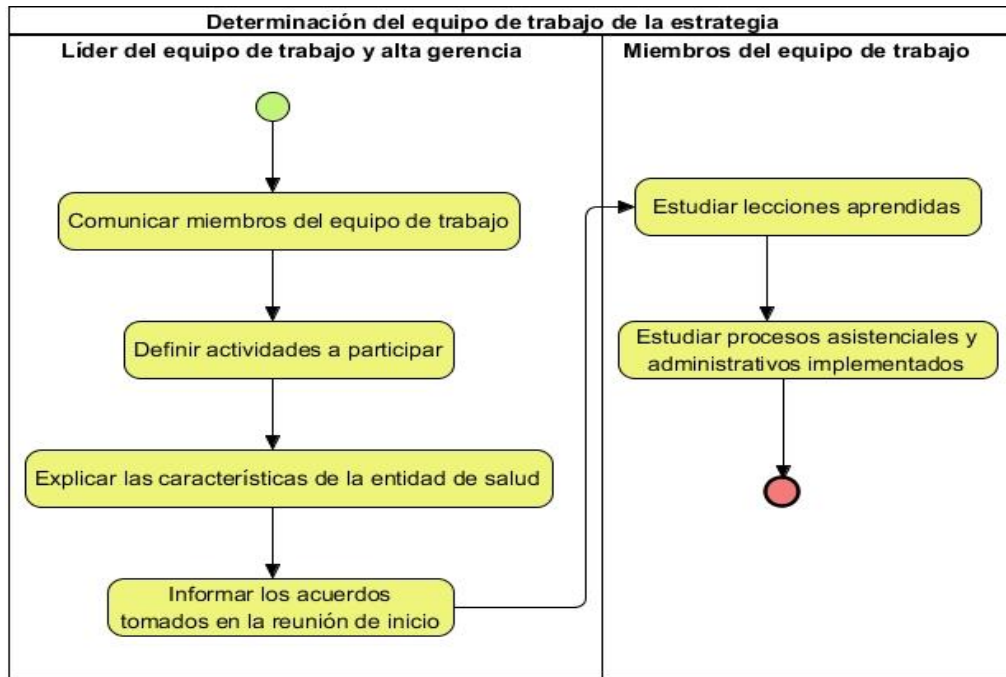 Determinación del equipo de trabajo de la estrategia
Líder del equipo de trabajo y alta gerencia
Miembros del equipo de trabajo
Comunicar miembros del equipo de trabajo
Definir actividades a participar
Explicar las características de la entidad de salud
Informar los acuerdos
tomados en la reunión de inicio
Estudiar lecciones aprendidas
Estudiar procesos asistenciales y
administrativos implementados